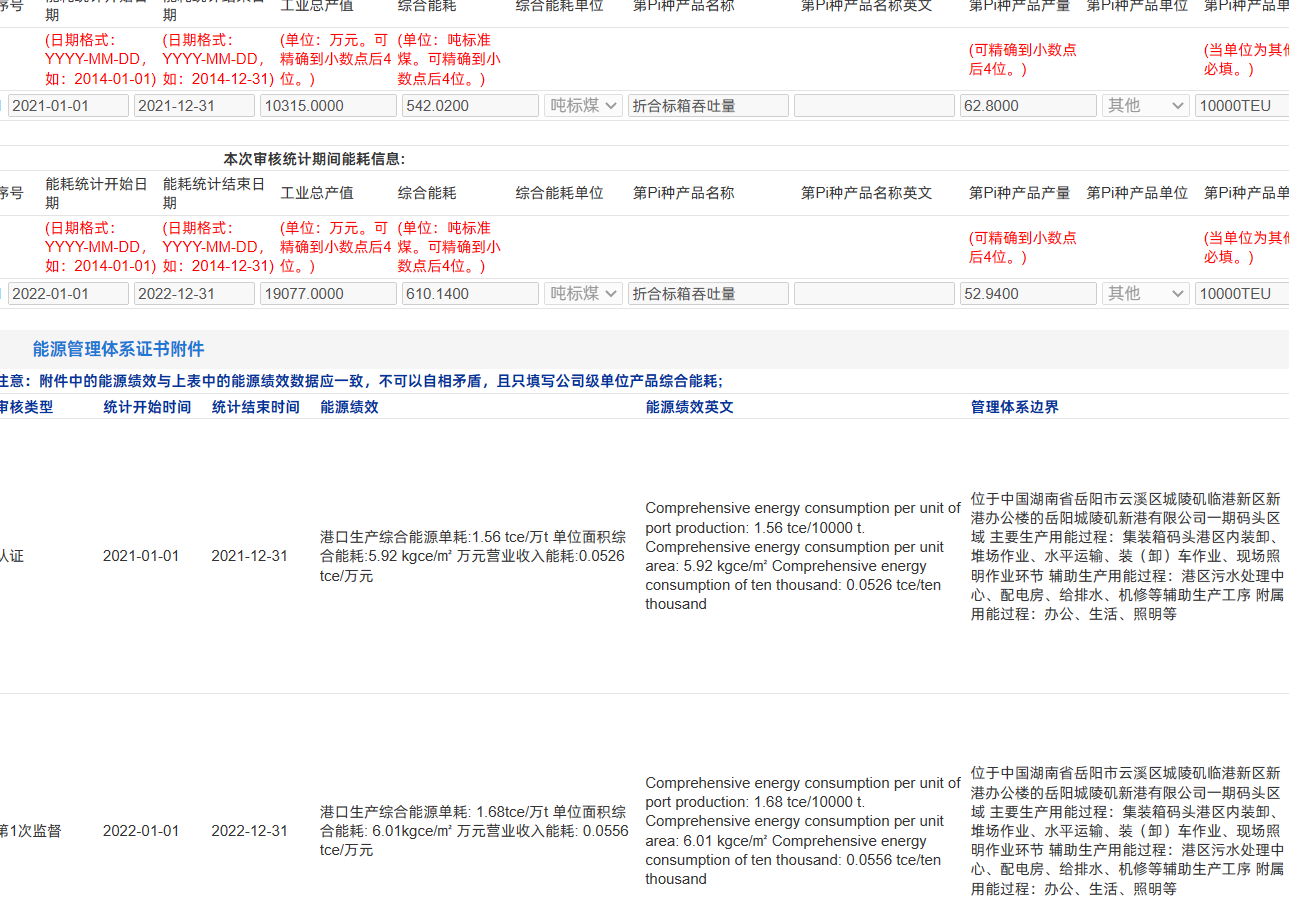 序号 能耗统计开始日 能耗统计结束日 工业总产值 综合能耗 综合能耗单位 第Pi种产品名称 第Pi种产品名称英文 第Pi种产品产量 第Pi种产品单位 第Pi种产品单
期 期
(日期格式： (日期格式： (单位：万元。可 (单位：吨标准 (可精确到小数点 (当单位为其他
YYYY-MM-DD， YYYY-MM-DD， 精确到小数点后4 煤。可精确到小 后4位。) 必填。)
如：2014-01-01) 如：2014-12-31) 位。) 数点后4位。)
2021-01-01 2021-12-31 10315.0000 542.0200 吨标煤 折合标箱吞吐量 62.8000 其他 10000TEU
本次审核统计期间能耗信息：
序号 能耗统计开始日 能耗统计结束日 工业总产值 综合能耗 综合能耗单位 第Pi种产品名称 第Pi种产品名称英文 第Pi种产品产量 第Pi种产品单位 第Pi种产品单
期 期
(日期格式： (日期格式： (单位：万元。可 (单位：吨标准 (可精确到小数点 (当单位为其他
YYYY-MM-DD， YYYY-MM-DD， 精确到小数点后4 煤。可精确到小 后4位。) 必填。)
如：2014-01-01) 如：2014-12-31) 位。) 数点后4位。)
2022-01-01 2022-12-31 19077.0000 610.1400 吨标煤 折合标箱吞吐量 52.9400 其他 10000TEU
能源管理体系证书附件
注意：附件中的能源绩效与上表中的能源绩效数据应一致，不可以自相矛盾，且只填写公司级单位产品综合能耗；
审核类型 统计开始时间 统计结束时间 能源绩效 能源绩效英文 管理体系边界
认证 2021-01-01 2021-12-31
港口生产综合能源单耗:1.56 tce/万t 单位面积综
合能耗:5.92 kgce/㎡ 万元营业收入能耗:0.0526
tce/万元
Comprehensive energy consumption per unit of
port production: 1.56 tce/10000 t.
Comprehensive energy consumption per unit
area: 5.92 kgce/㎡ Comprehensive energy
consumption of ten thousand: 0.0526 tce/ten
thousand
位于中国湖南省岳阳市云溪区城陵矶临港新区新
港办公楼的岳阳城陵矶新港有限公司一期码头区
域 主要生产用能过程：集装箱码头港区内装卸、
堆场作业、水平运输、装（卸）车作业、现场照
明作业环节 辅助生产用能过程：港区污水处理中
心、配电房、给排水、机修等辅助生产工序 附属
用能过程：办公、生活、照明等
第1次监督 2022-01-01 2022-12-31
港口生产综合能源单耗: 1.68tce/万t 单位面积综
合能耗: 6.01kgce/㎡ 万元营业收入能耗: 0.0556
tce/万元
Comprehensive energy consumption per unit of
port production: 1.68 tce/10000 t.
Comprehensive energy consumption per unit
area: 6.01 kgce/㎡ Comprehensive energy
consumption of ten thousand: 0.0556 tce/ten
thousand
位于中国湖南省岳阳市云溪区城陵矶临港新区新
港办公楼的岳阳城陵矶新港有限公司一期码头区
域 主要生产用能过程：集装箱码头港区内装卸、
堆场作业、水平运输、装（卸）车作业、现场照
明作业环节 辅助生产用能过程：港区污水处理中
心、配电房、给排水、机修等辅助生产工序 附属
用能过程：办公、生活、照明等